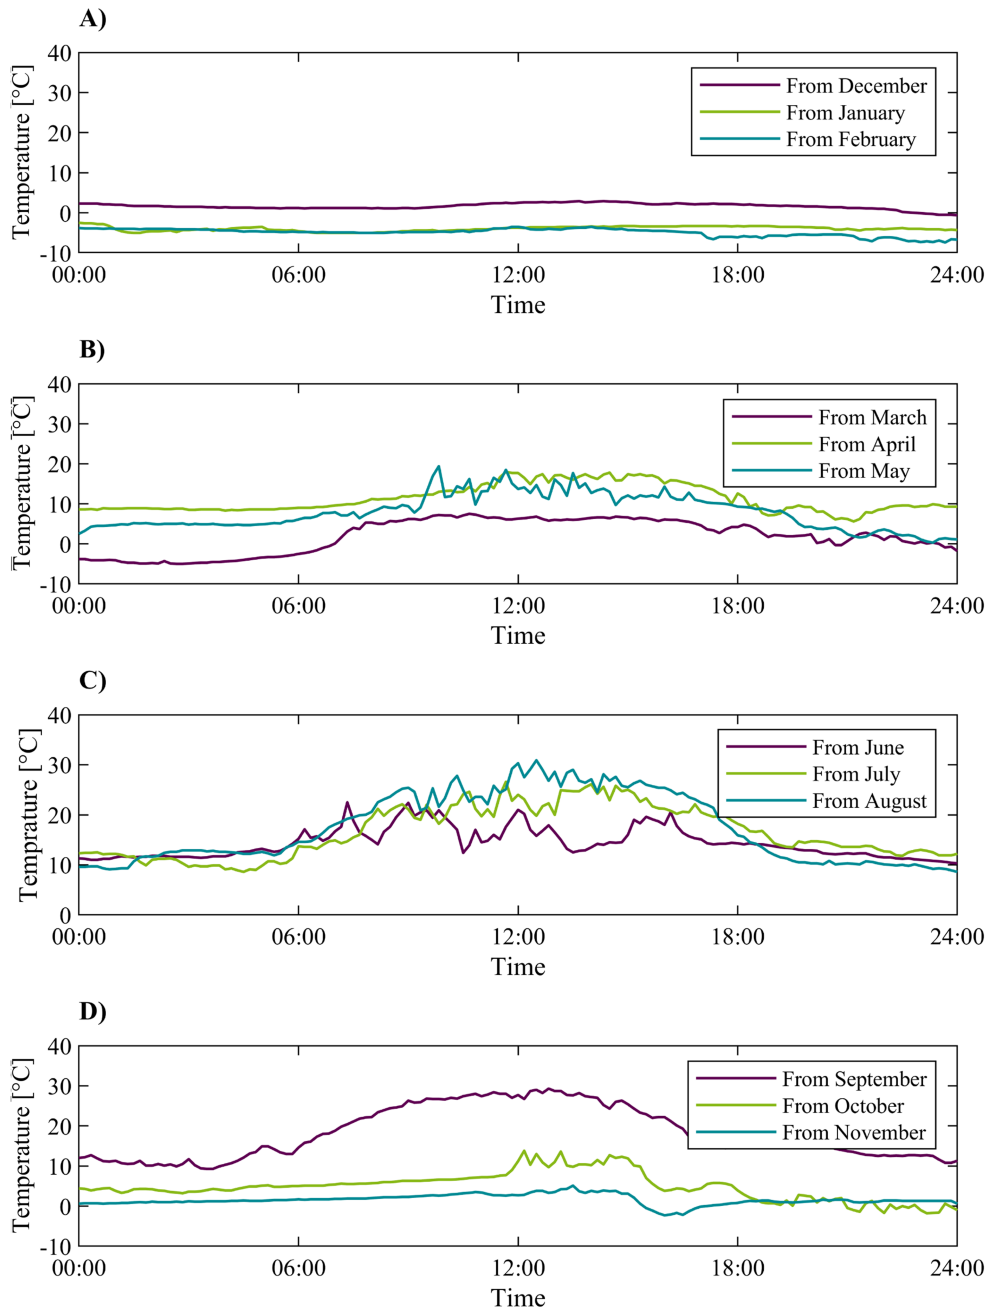 A)
40
30
20
10
0
-10
Temperature [°C]
From December
From January
From February
00:00 06:00 12:00 18:00 24:00
Time
B)
40
30
20
10
0
-10
Temperature [°C]
From March
From April
From May
00:00 06:00 12:00 18:00 24:00
Time
C)
40
30
20
10
0
Temprature [°C]
From June
From July
From August
00:00 06:00 12:00 18:00 24:00
Time
D)
40
30
20
10
0
-10
Temperature [°C]
From September
From October
From November
00:00 06:00 12:00 18:00 24:00
Time